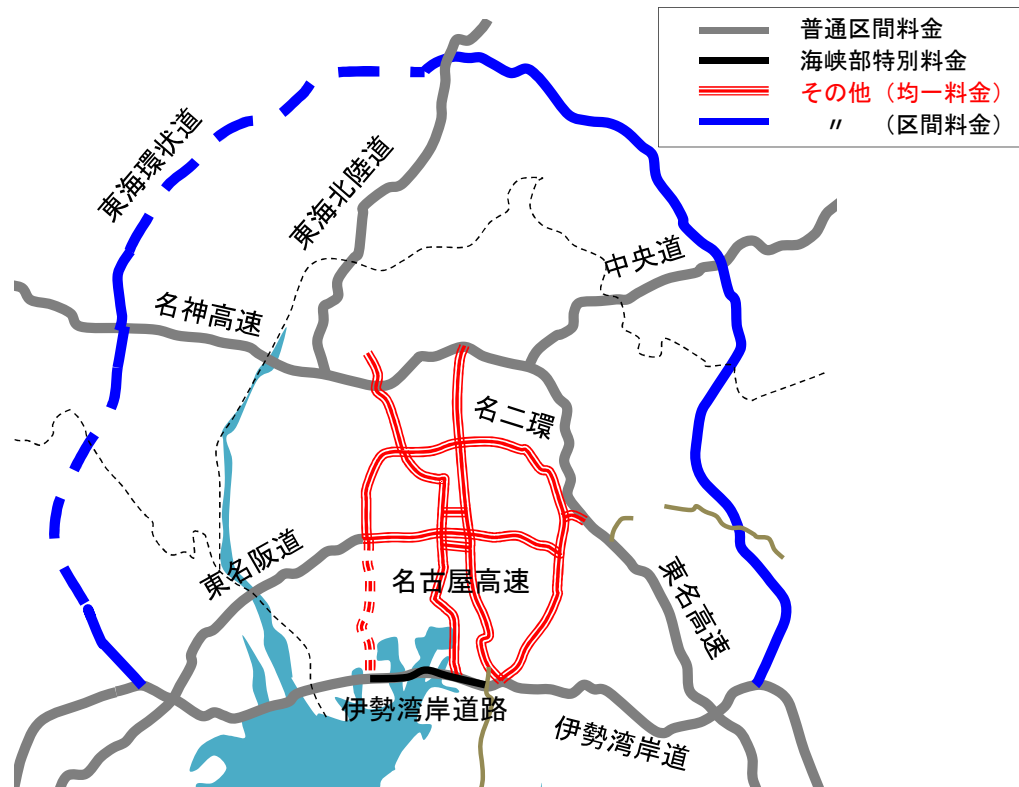 普通区間料金
海峡部特別料金
その他（均一料金）
〃　（区間料金）
東海環状道
東海北陸道
中央道
名神高速
名二環
東名阪道
名古屋高速
東名高速
伊勢湾岸道路
伊勢湾岸道